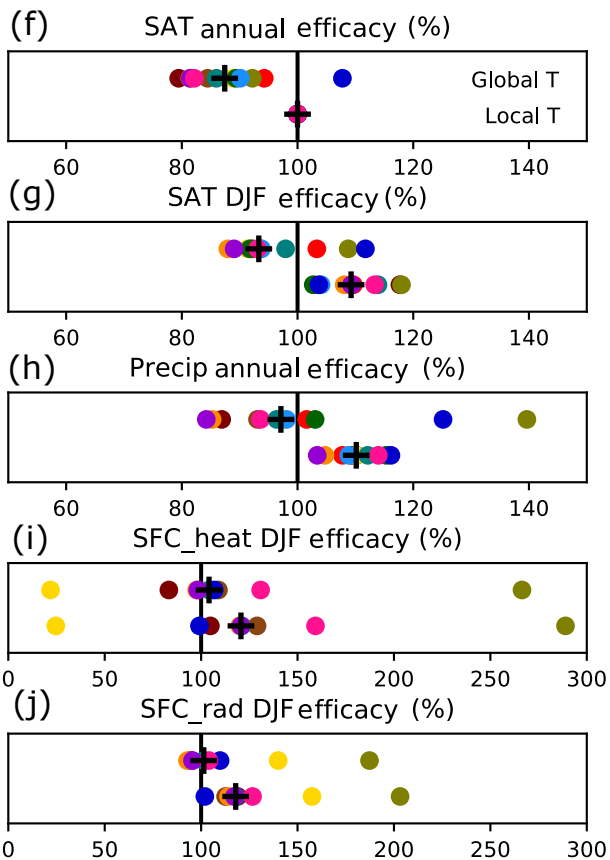 (f) SAT annual efficacy (%)
Global T
Local T
60 80 100 120 140
(g) SAT DJF efficacy(%)
60 80 100 120 140
(h) Precip annual efficacy (%)
60 80 100 120 140
(i) SFC_heat DJF efficacy (%)
0 50 100 150 200 250 300
(j) SFC_rad DJF efficacy (%)
0 50 100 150 200 250 300